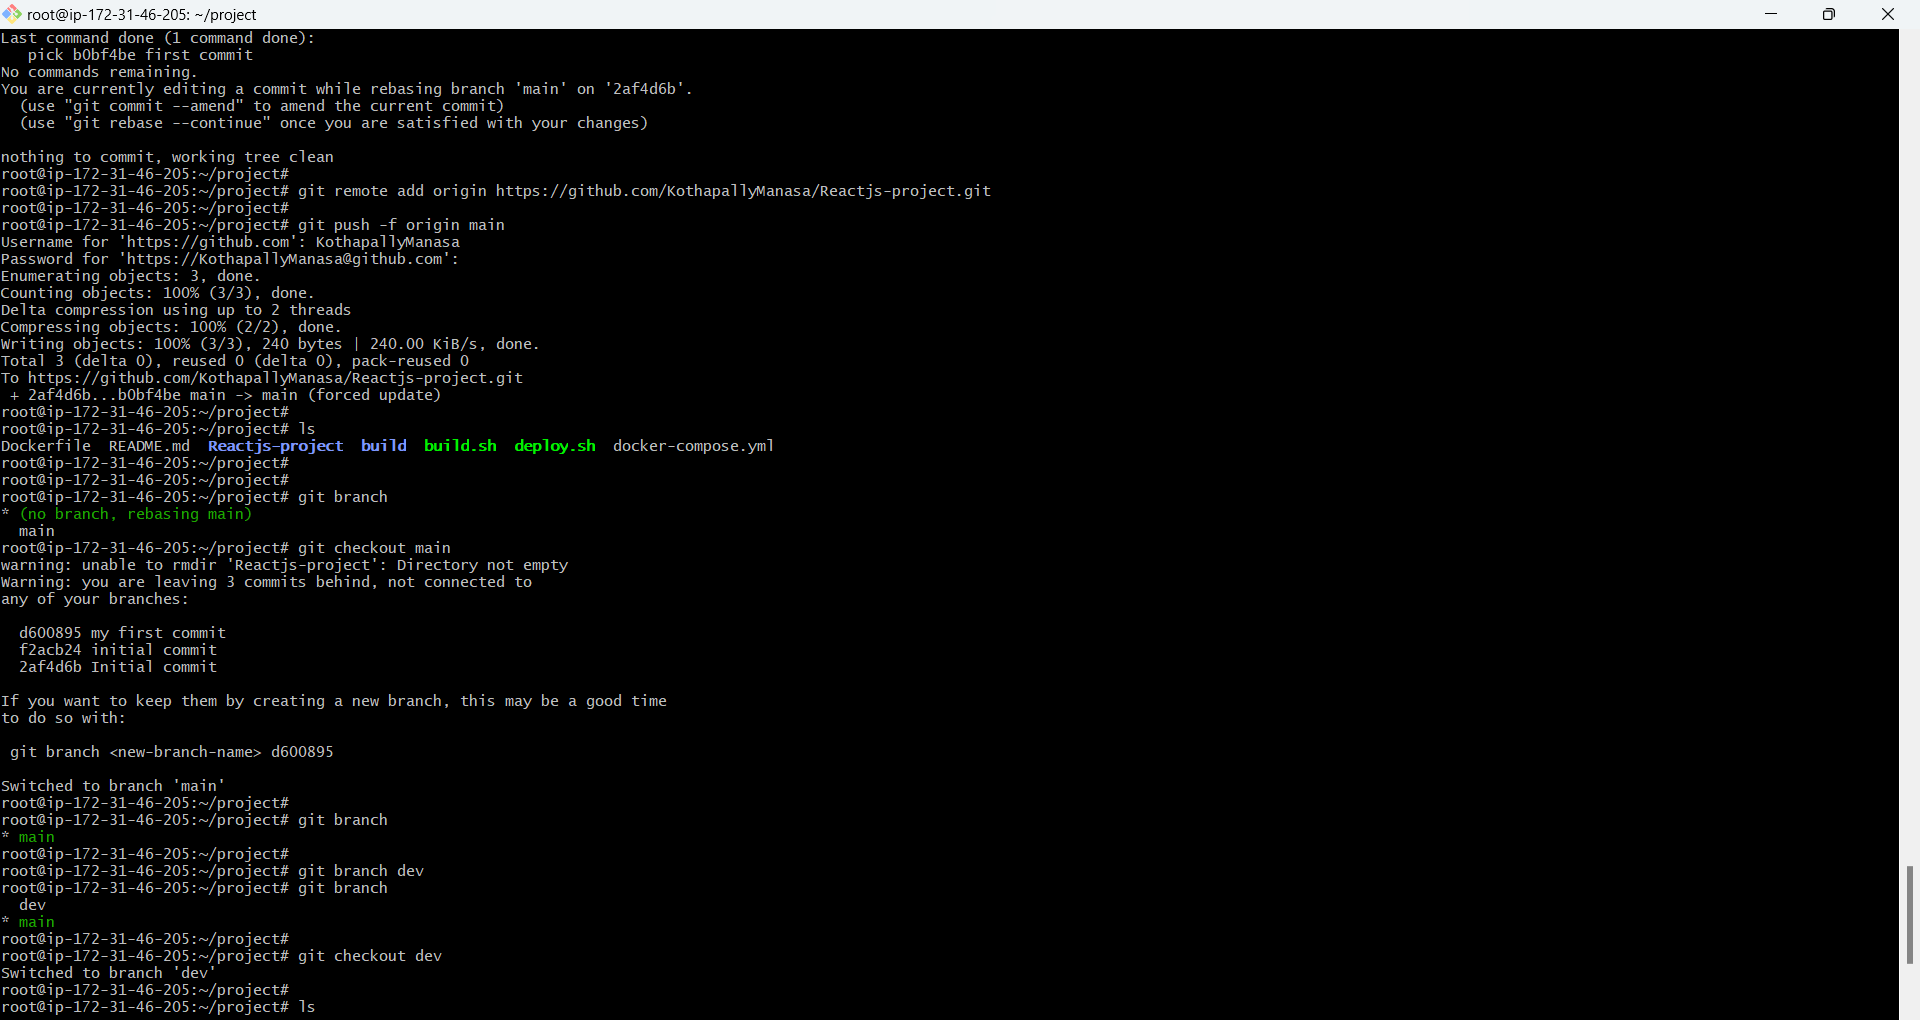 root@ip-172-31-46-205: ~/project
Last command done (1 command done):
   pick b0bf4be first commit
No commands remaining.
You are currently editing a commit while rebasing branch 'main' on '2af4d6b'.
  (use "git commit --amend" to amend the current commit)
  (use "git rebase --continue" once you are satisfied with your changes)
nothing to commit, working tree clean
root@ip-172-31-46-205:~/project#
root@ip-172-31-46-205:~/project# git remote add origin https://github.com/KothapallyManasa/Reactjs-project.git
root@ip-172-31-46-205:~/project#
root@ip-172-31-46-205:~/project# git push -f origin main
Username for 'https://github.com': KothapallyManasa
Password for 'https://KothapallyManasa@github.com':
Enumerating objects: 3, done.
Counting objects: 100% (3/3), done.
Delta compression using up to 2 threads
Compressing objects: 100% (2/2), done.
Writing objects: 100% (3/3), 240 bytes | 240.00 KiB/s, done.
Total 3 (delta 0), reused 0 (delta 0), pack-reused 0
To https://github.com/KothapallyManasa/Reactjs-project.git
 + 2af4d6b...b0bf4be main -> main (forced update)
root@ip-172-31-46-205:~/project#
root@ip-172-31-46-205:~/project# ls
Dockerfile  README.md  Reactjs-project  build  build.sh  deploy.sh  docker-compose.yml
root@ip-172-31-46-205:~/project#
root@ip-172-31-46-205:~/project#
root@ip-172-31-46-205:~/project# git branch
* (no branch, rebasing main)
  main
root@ip-172-31-46-205:~/project# git checkout main
warning: unable to rmdir 'Reactjs-project': Directory not empty
Warning: you are leaving 3 commits behind, not connected to
any of your branches:
  d600895 my first commit
  f2acb24 initial commit
  2af4d6b Initial commit
If you want to keep them by creating a new branch, this may be a good time
to do so with:
 git branch <new-branch-name> d600895
Switched to branch 'main'
root@ip-172-31-46-205:~/project#
root@ip-172-31-46-205:~/project# git branch
* main
root@ip-172-31-46-205:~/project#
root@ip-172-31-46-205:~/project# git branch dev
root@ip-172-31-46-205:~/project# git branch
  dev
* main
root@ip-172-31-46-205:~/project#
root@ip-172-31-46-205:~/project# git checkout dev
Switched to branch 'dev'
root@ip-172-31-46-205:~/project#
root@ip-172-31-46-205:~/project# ls